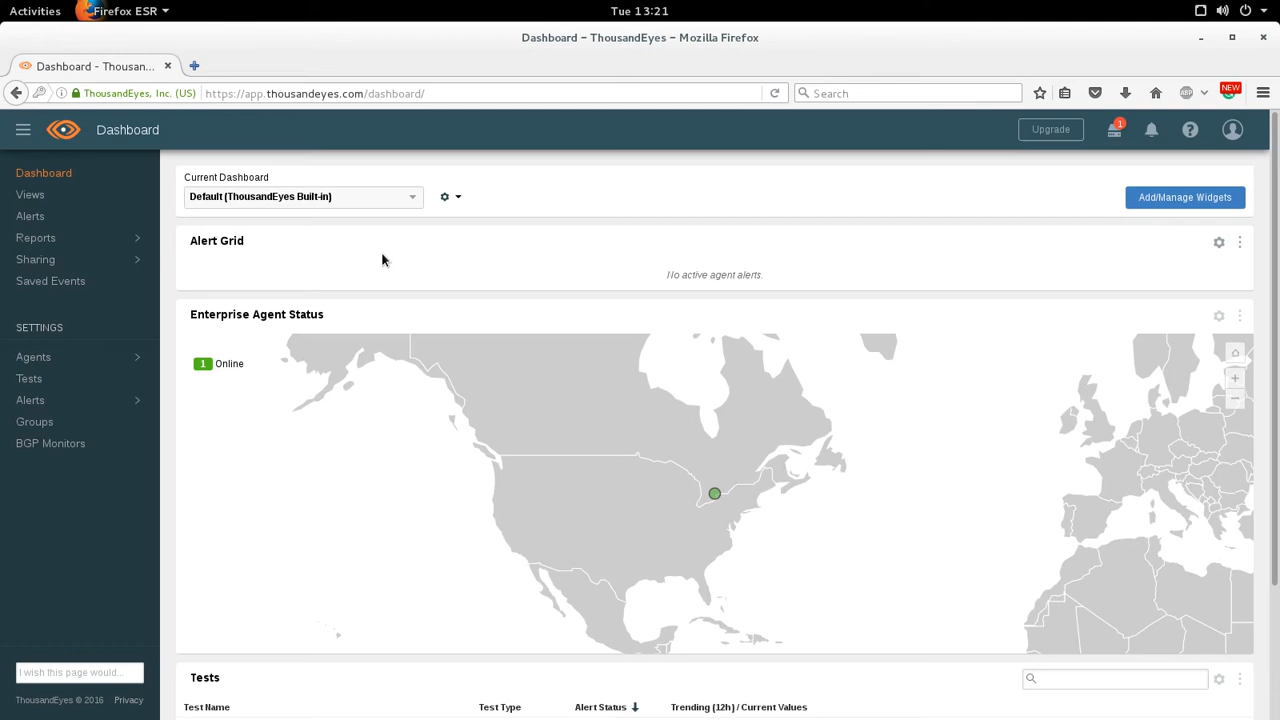 Activities
Firefox ESR
Tue 13:21
Dashboard – ThousandEyes – Mozilla Firefox
Dashboard - Thousan...
ThousandEyes, Inc. (US)
https://app.thousandeyes.com/dashboard/
Search
NEW
Dashboard
Upgrade
1
Dashboard
Views
Alerts
Reports
Sharing
Saved Events
SETTINGS
Agents
Tests
Alerts
Groups
BGP Monitors
I wish this page would...
ThousandEyes © 2016
Privacy
Current Dashboard
Default (ThousandEyes Built-in)
Add/Manage Widgets
Alert Grid
No active agent alerts.
Enterprise Agent Status
1 Online
Tests
Test Name
Test Type
Alert Status
Trending (12h) / Current Values